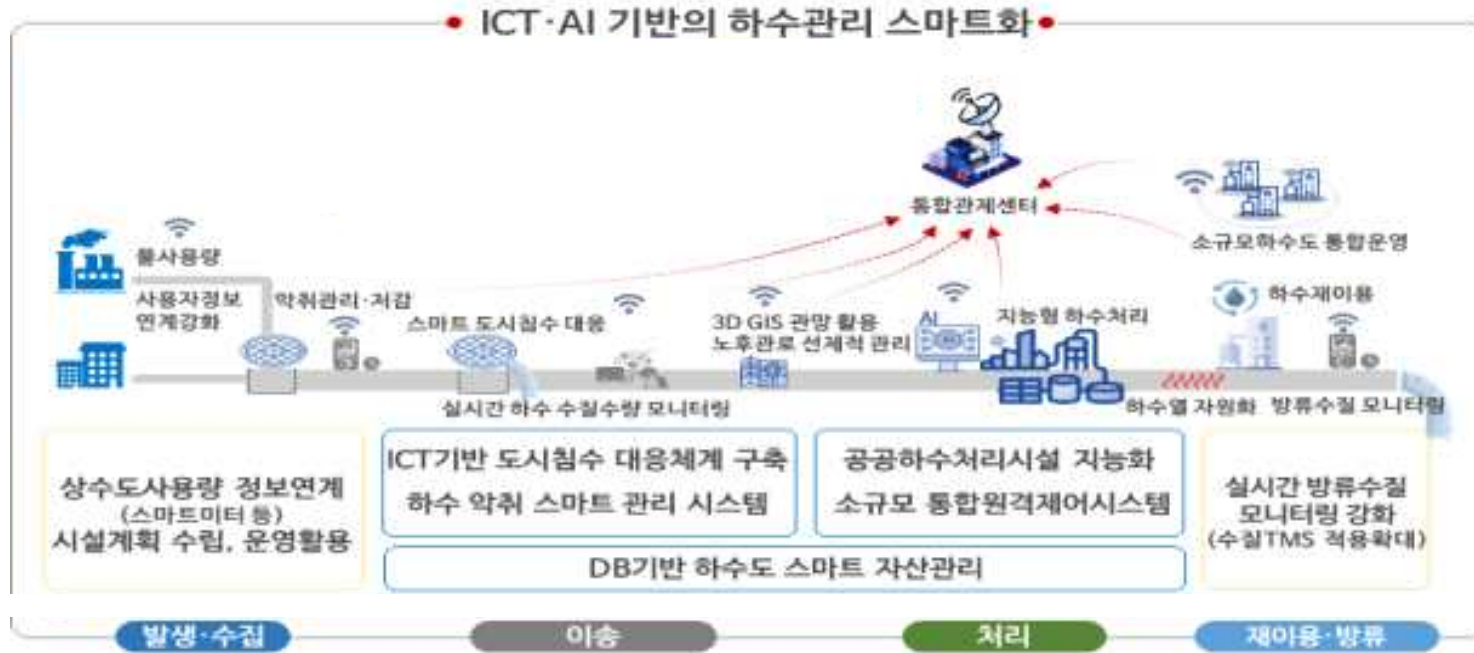 ICT·AI 기반의 하수관리 스마트화
통합관제센터
소규모하수도 통합운영
물사용량
사용자정보
연계강화
악취관리·저감
스마트 도시침수 대응
3D GIS 관망 활용
노후관로 선제적 관리
AI
지능형 하수처리
하수재이용
실시간 하수 수질수량 모니터링
하수열 자원화
방류수질 모니터링
상수도사용량 정보연계
(스마트미터 등)
시설계획 수립, 운영활용
ICT기반 도시침수 대응체계 구축
하수 악취 스마트 관리 시스템
공공하수처리시설 지능화
소규모 통합원격제어시스템
DB기반 하수도 스마트 자산관리
실시간 방류수질
모니터링 강화
(수질TMS 적용확대)
발생·수집
이송
처리
재이용·방류